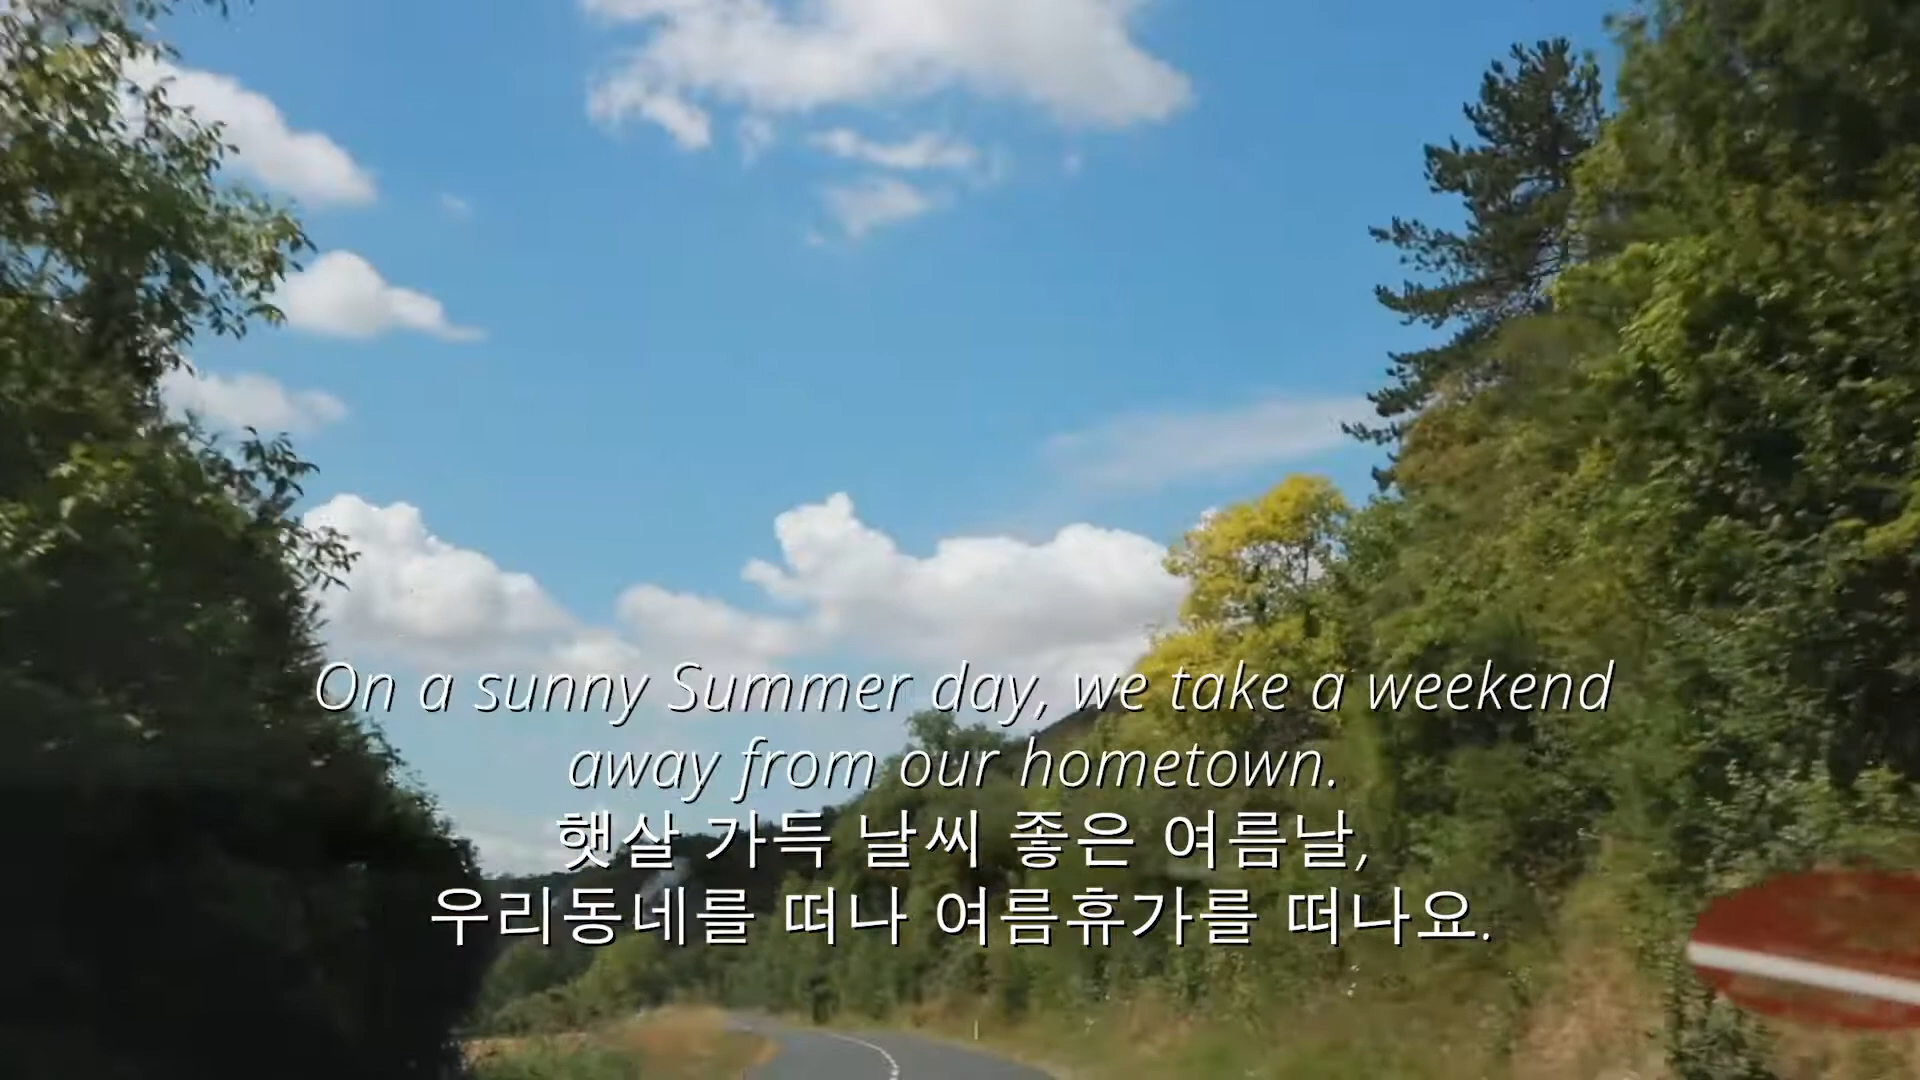 On a sunny Summer day, we take a weekend
away from our hometown.
햇살 가득 날씨 좋은 여름날,
우리동네를 떠나 여름휴가를 떠나요.